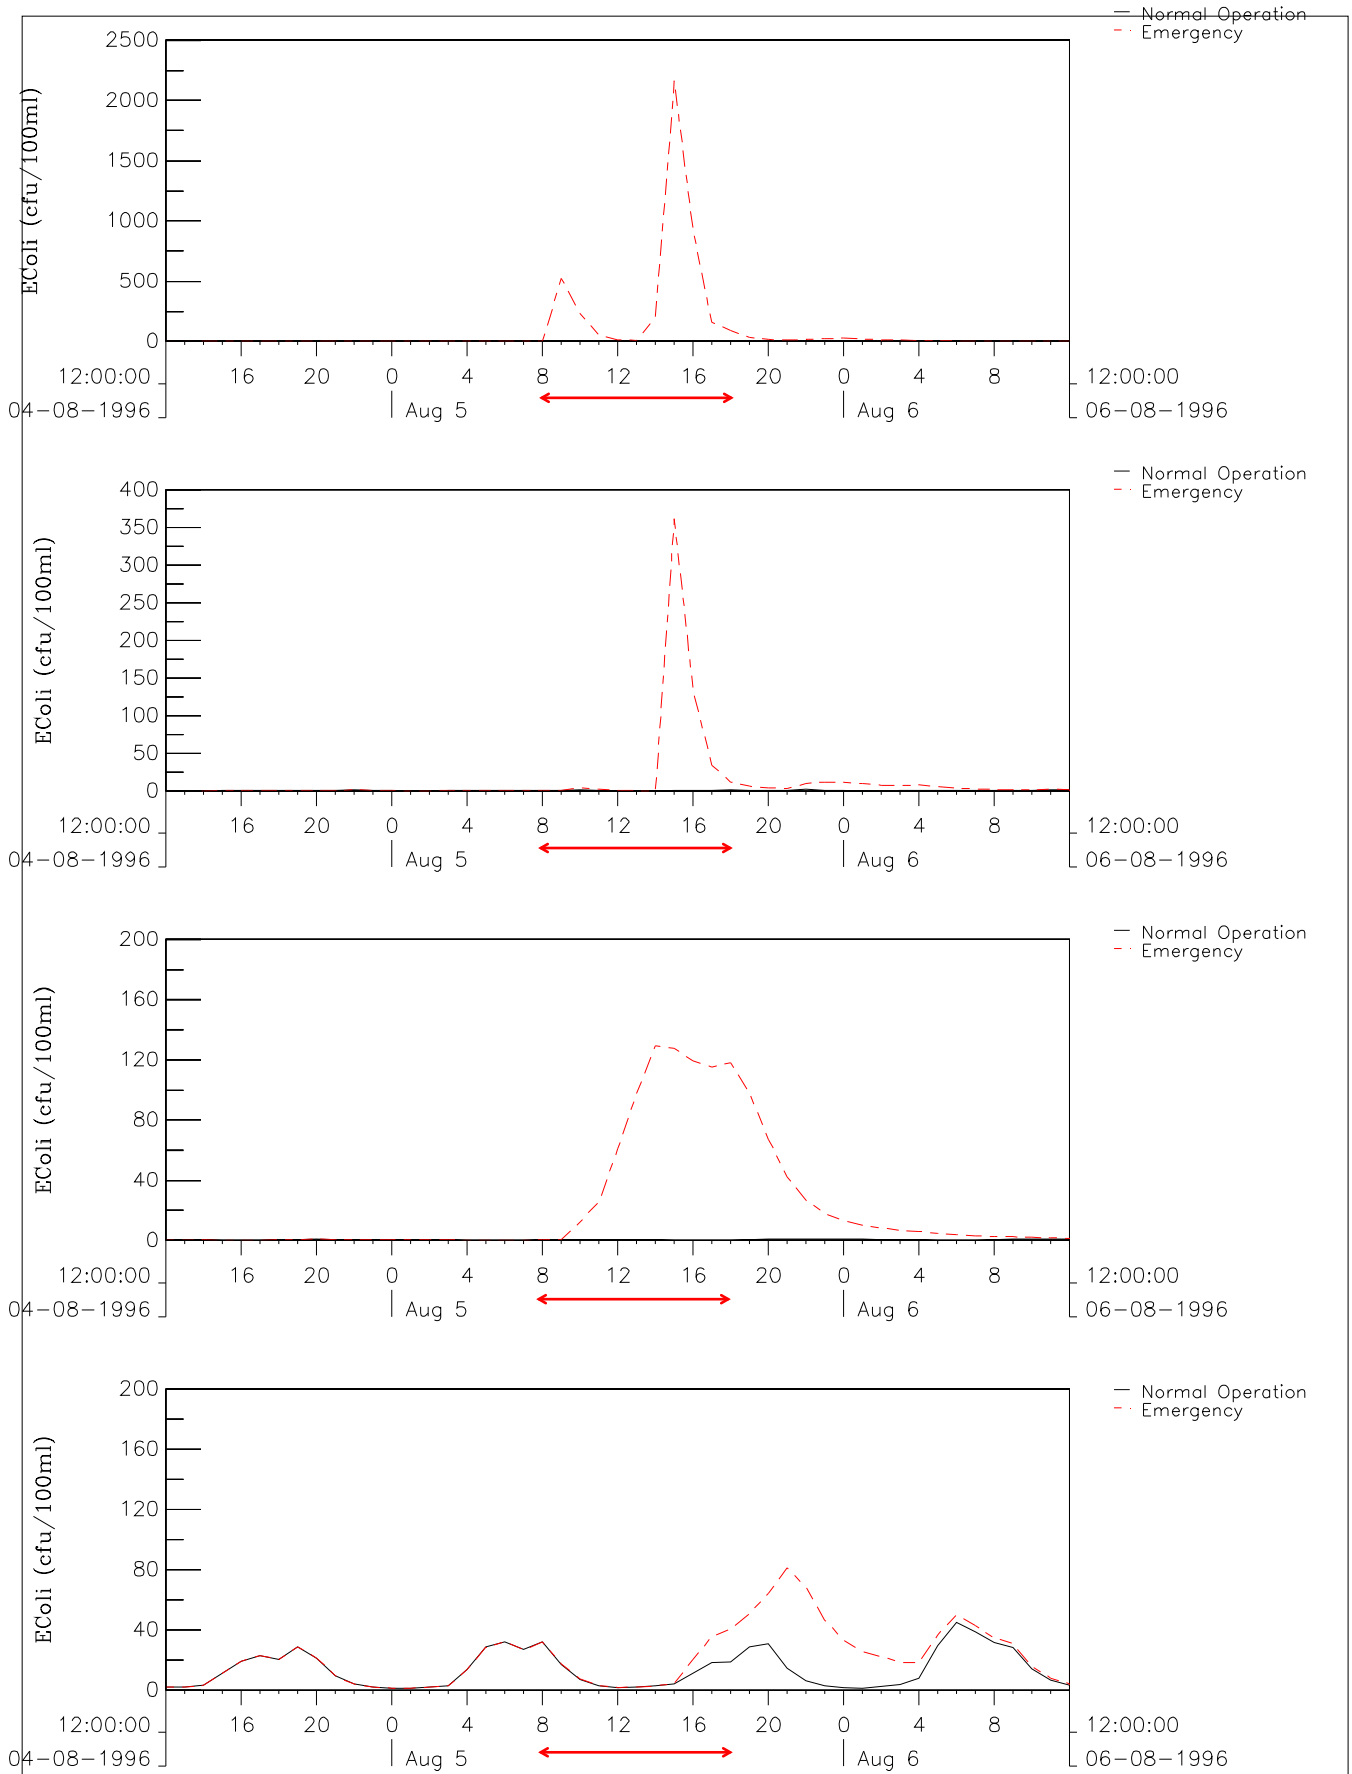 Normal Operation
Emergency
2500
2000
1500
1000
500
0
EColi (cfu/100ml)
16 20 0 4 8 12 16 20 0 4 8
12:00:00 12:00:00
04-08-1996 Aug 5 Aug 6 06-08-1996
Normal Operation
Emergency
400
350
300
250
200
150
100
50
0
EColi (cfu/100ml)
16 20 0 4 8 12 16 20 0 4 8
12:00:00 12:00:00
04-08-1996 Aug 5 Aug 6 06-08-1996
Normal Operation
Emergency
200
160
120
80
40
0
EColi (cfu/100ml)
16 20 0 4 8 12 16 20 0 4 8
12:00:00 12:00:00
04-08-1996 Aug 5 Aug 6 06-08-1996
Normal Operation
Emergency
200
160
120
80
40
0
EColi (cfu/100ml)
16 20 0 4 8 12 16 20 0 4 8
12:00:00 12:00:00
04-08-1996 Aug 5 Aug 6 06-08-1996